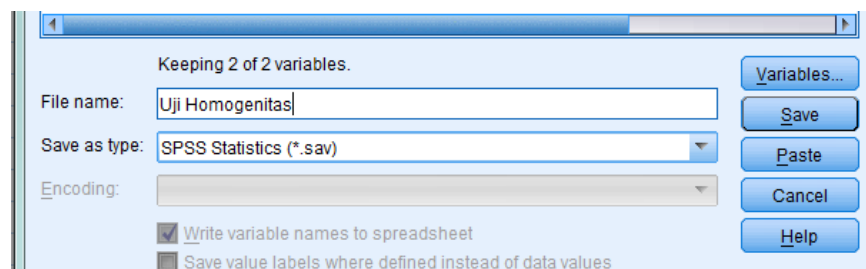 Keeping 2 of 2 variables.
Variables...
File name: Uji Homogenitas
Save
Save as type: SPSS Statistics (*.sav)
Paste
Encoding:
Cancel
Write variable names to spreadsheet
Help
Save value labels where defined instead of data values